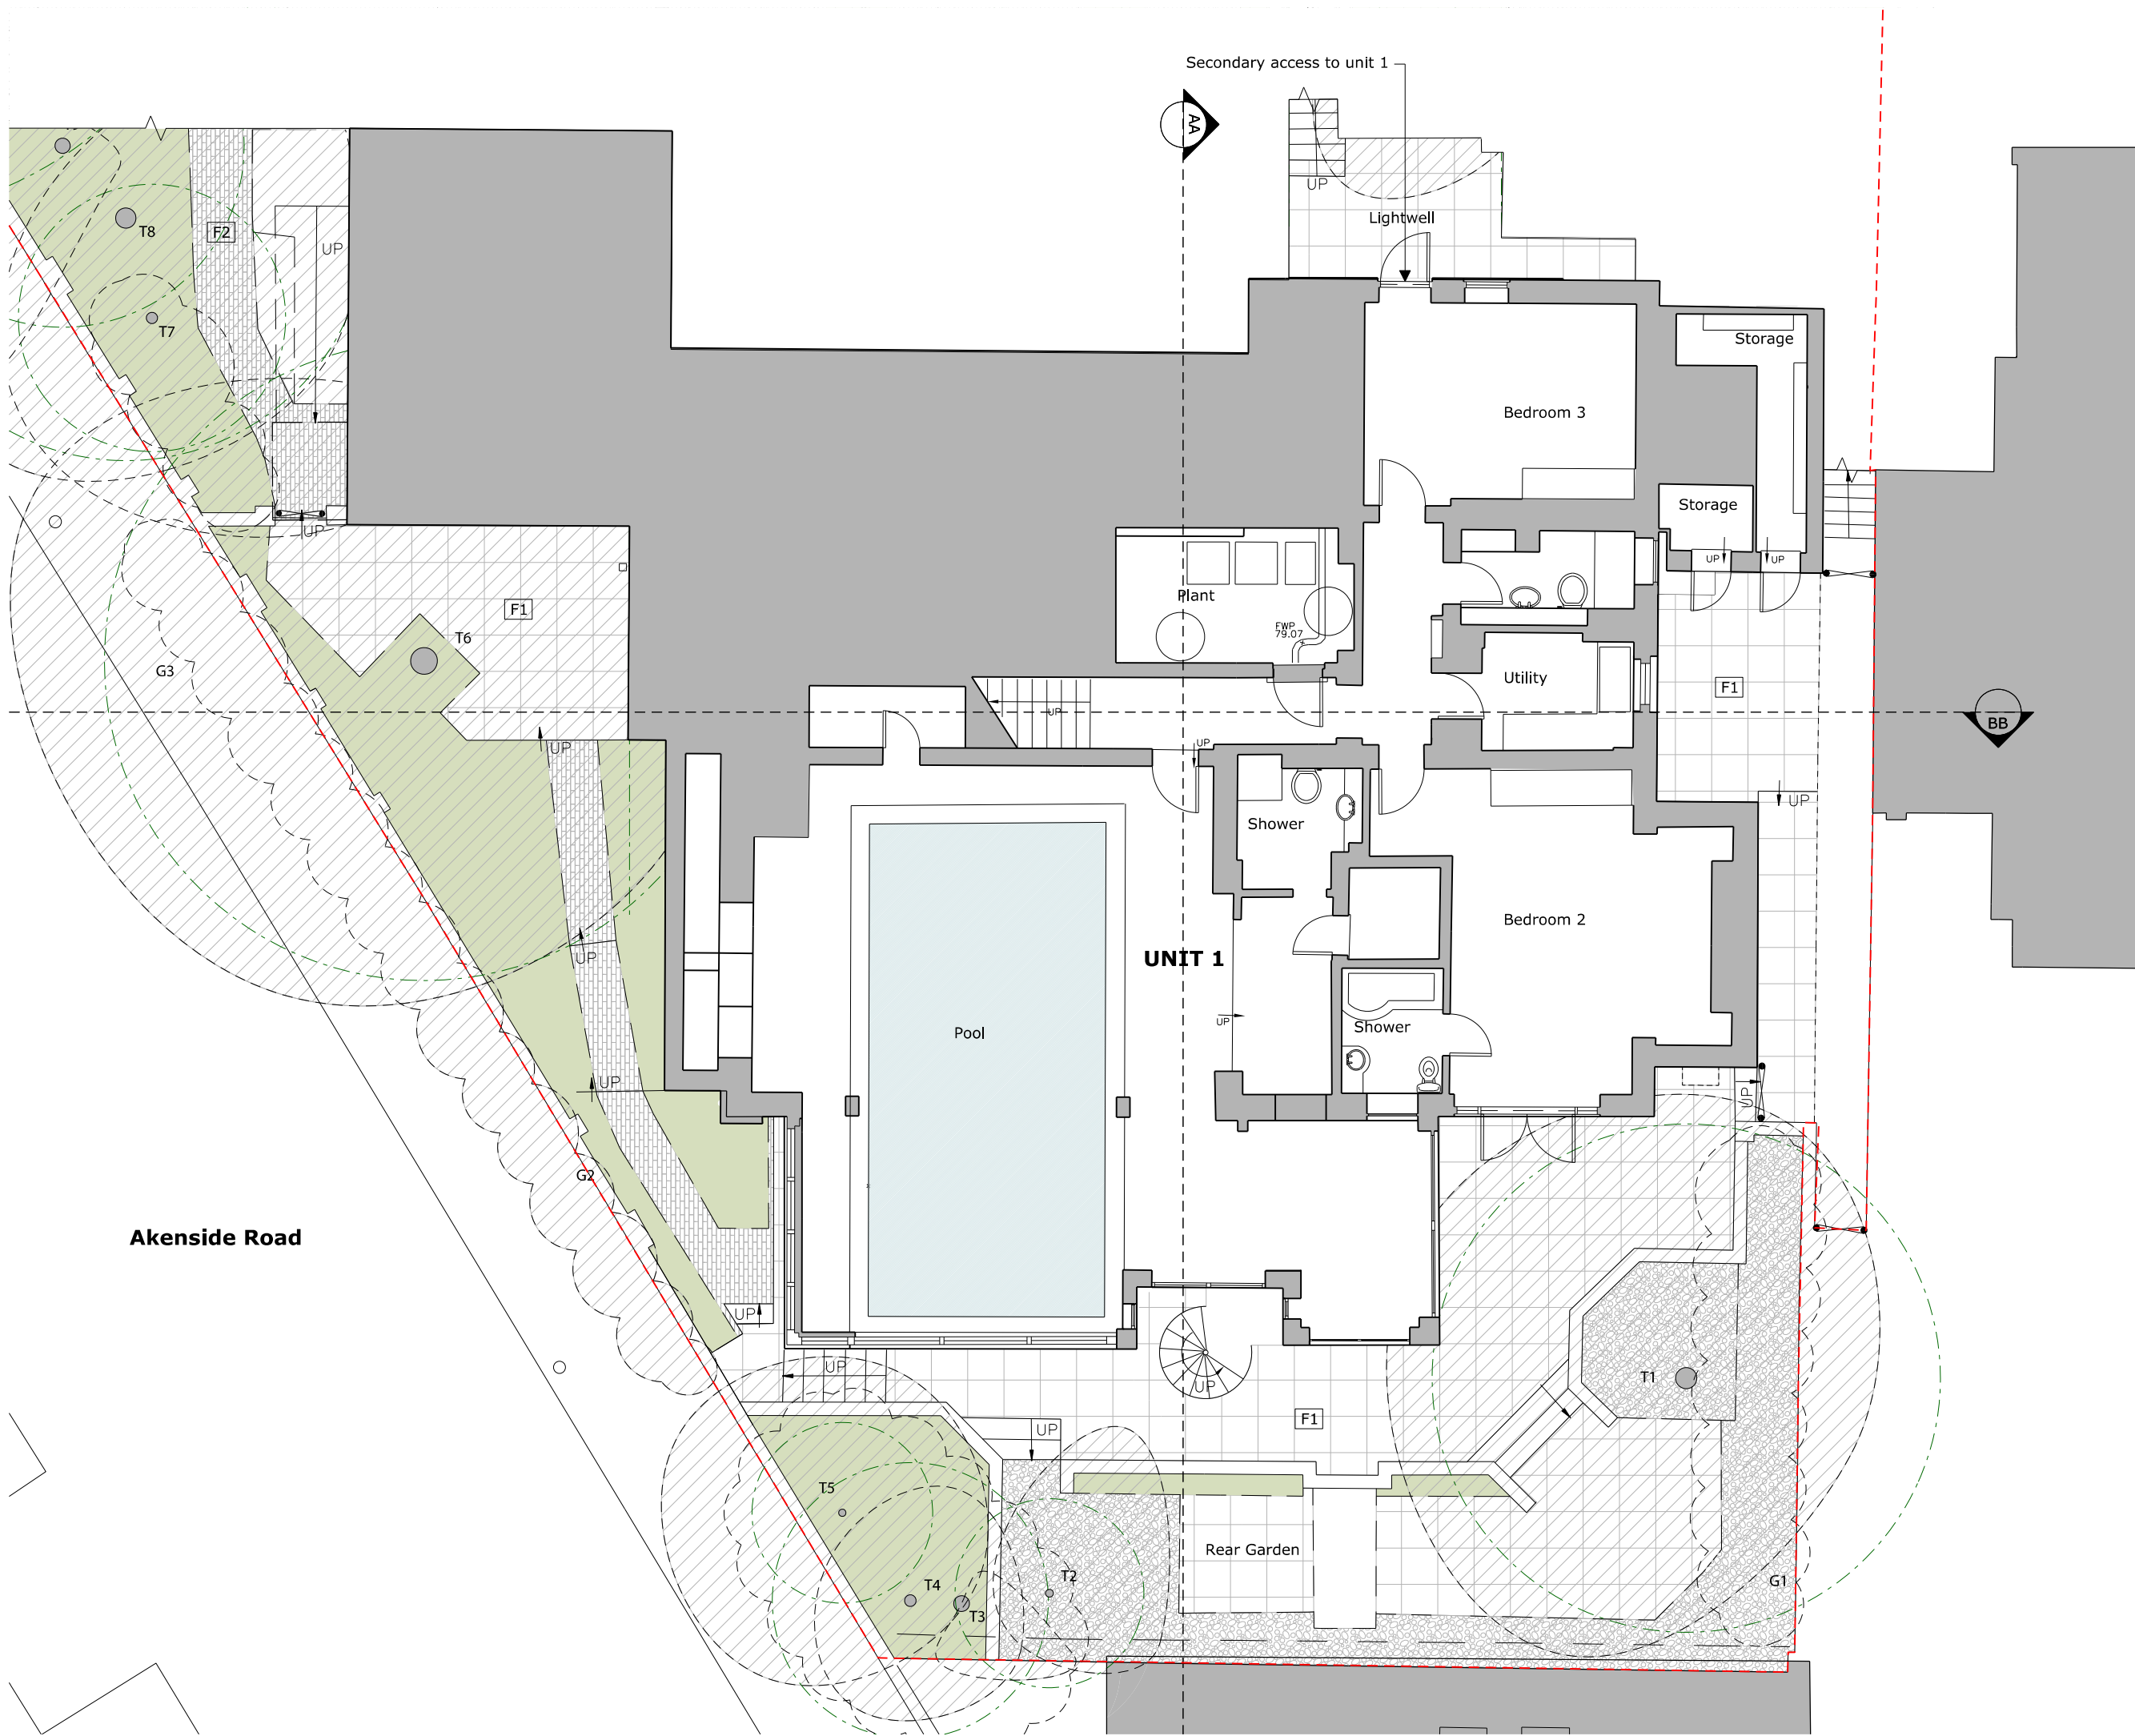 Secondary access to unit 1
AA
UP
Lightwell
T8
F2
UP
T7
Storage
Bedroom 3
Storage
UP
UP
UP
Plant
FWP
79.07
F1
T6
G3
Utility
F1
UP
BB
UP
UP
UP
Shower
Bedroom 2
UNIT 1
UP
Pool
UP
Shower
UP
UP
G2
Akenside Road
UP
UP
UP
T1
F1
UP
T5
Rear Garden
T2
T4
T3
G1